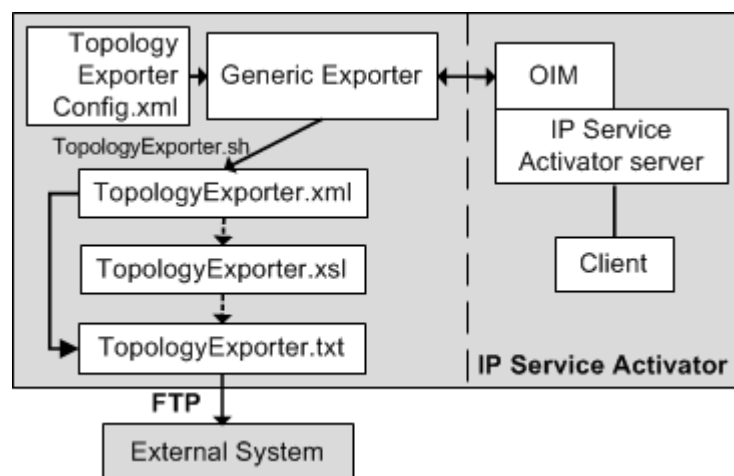 Topology
Exporter
Config.xml
Generic Exporter
OIM
IP Service
Activator server
TopologyExporter.sh
TopologyExporter.xml
TopologyExporter.xsl
Client
TopologyExporter.txt
IP Service Activator
FTP
External System